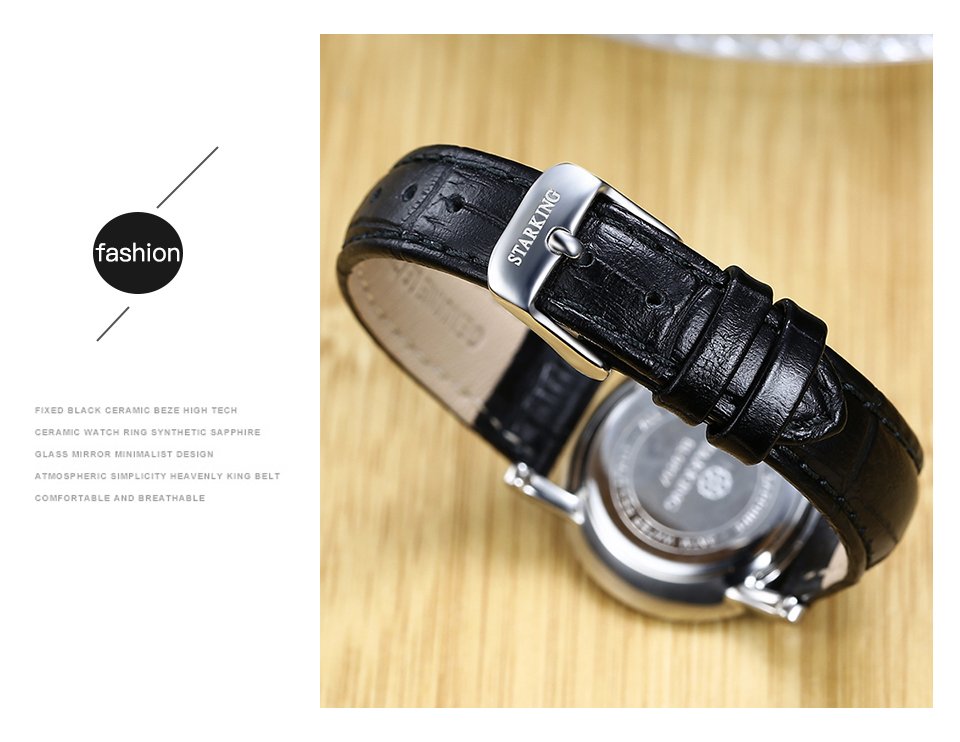 fashion
FIXED BLACK CERAMIC BEZE HIGH TECH
CERAMIC WATCH RING SYNTHETIC SAPPHIRE
GLASS MIRROR MINIMALIST DESIGN
ATMOSPHERIC SIMPLICITY HEAVENLY KING BELT
COMFORTABLE AND BREATHABLE
STARKING